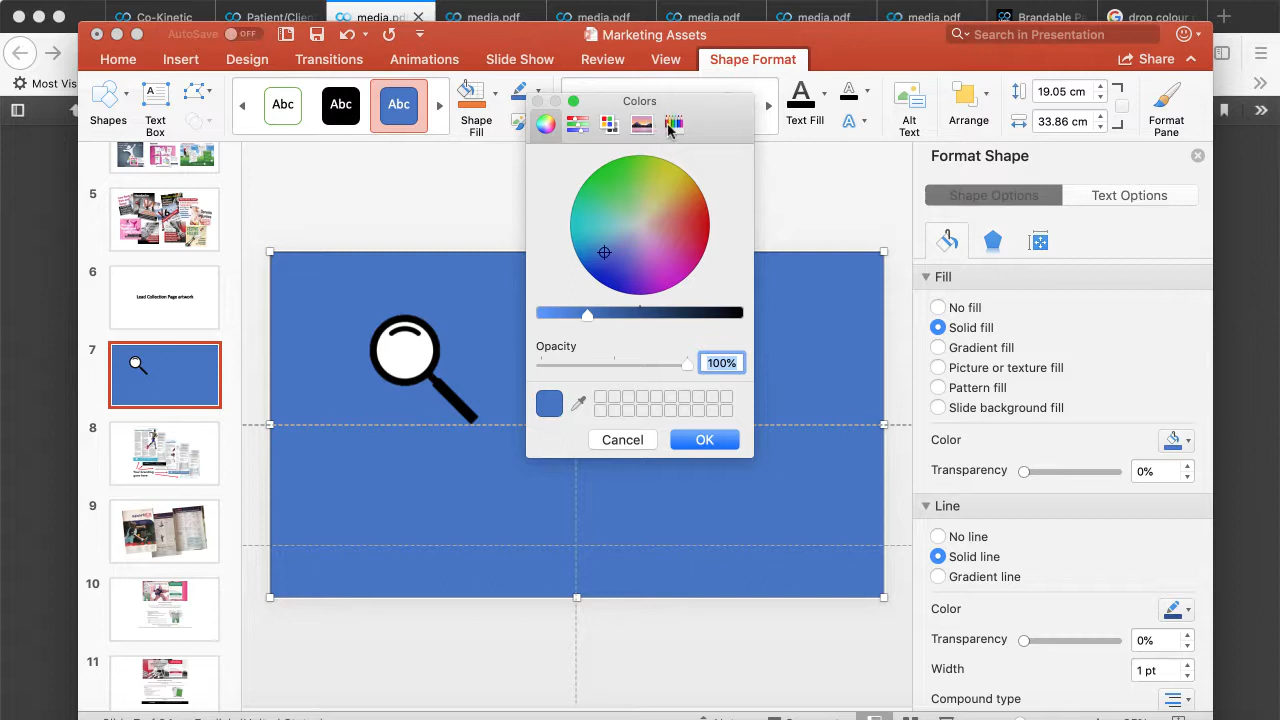 Co-Kinetic
Patient/Clien
media.pdf
media.pdf
media.pdf
media.pdf
media.pdf
media.pdf
Brandable Pa
drop colour
AutoSave OFF
Marketing Assets
Search in Presentation
Home
Insert
Design
Transitions
Animations
Slide Show
Review
View
Shape Format
Share
Most Vis
Shapes
Text
Box
Abc
Abc
Abc
Shape
Fill
Text Fill
Alt
Text
Arrange
19.05 cm
33.86 cm
Format
Pane
Colors
Opacity
100%
Cancel
OK
5
6
Lead Collection Page artwork
7
8
9
10
11
Format Shape
Shape Options
Text Options
Fill
No fill
Solid fill
Gradient fill
Picture or texture fill
Pattern fill
Slide background fill
Color
Transparency
0%
Line
No line
Solid line
Gradient line
Color
Transparency
0%
Width
1 pt
Compound type